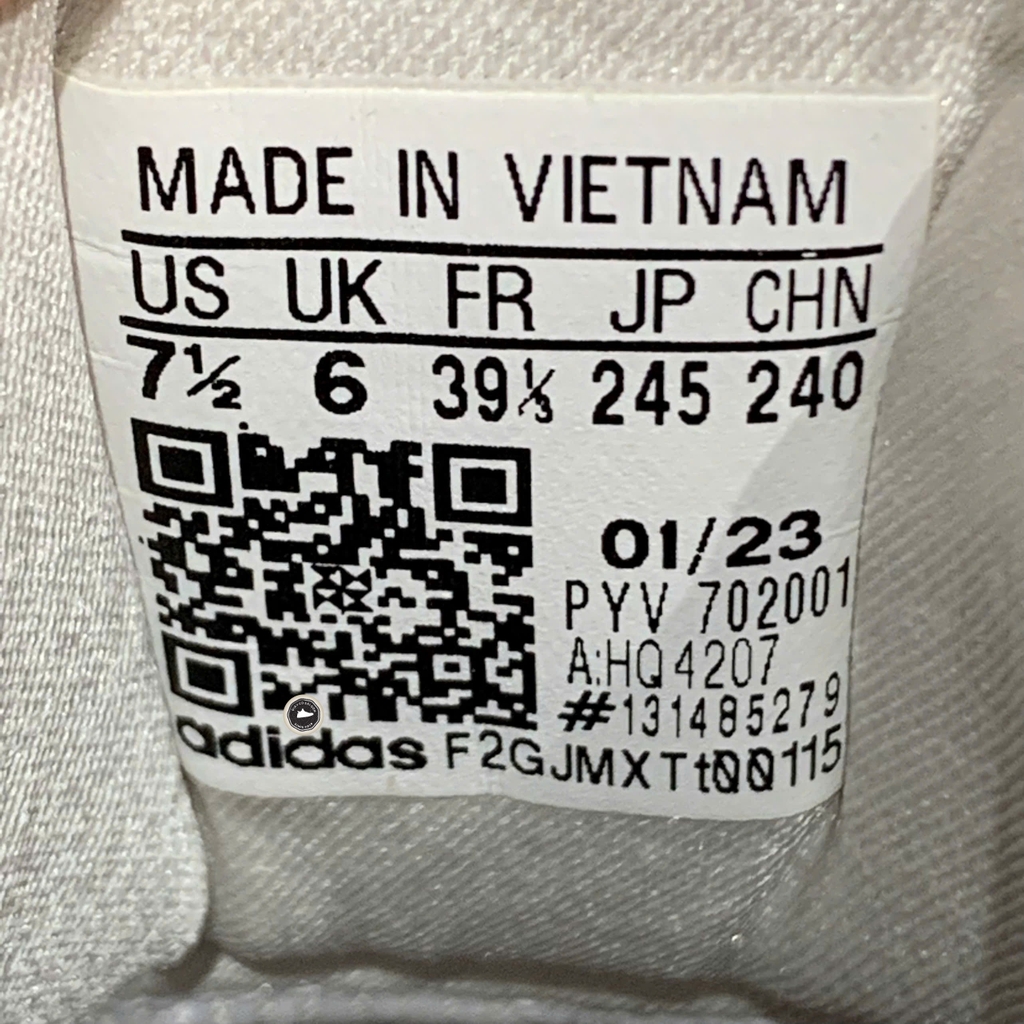 MADE IN VIETNAM
US UK FR JP CHN
7½ 6 39⅓ 245 240
01/23
PYV 702001
A:HQ4207
#131485279
adidas F2GJMXTt00115